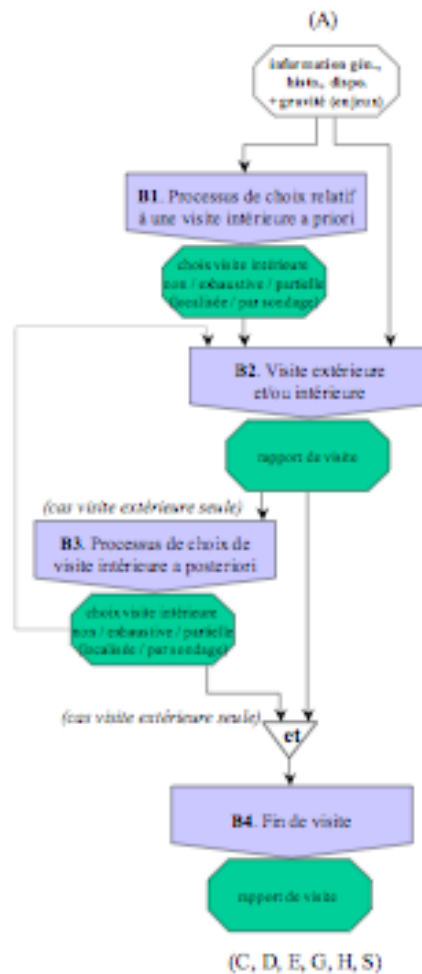 (A)
information gén.,
histo., dispo.
+ gravité (enjeux)
B1. Processus de choix relatif
à une visite intérieure a priori
choix visite intérieure
non / exhaustive / partielle
(localisée / par sondage)
B2. Visite extérieure
et/ou intérieure
rapport de visite
(cas visite extérieure seule)
B3. Processus de choix de
visite intérieure a posteriori
choix visite intérieure
non / exhaustive / partielle
(localisée / par sondage)
(cas visite extérieure seule)
et
B4. Fin de visite
rapport de visite
(C, D, E, G, H, S)